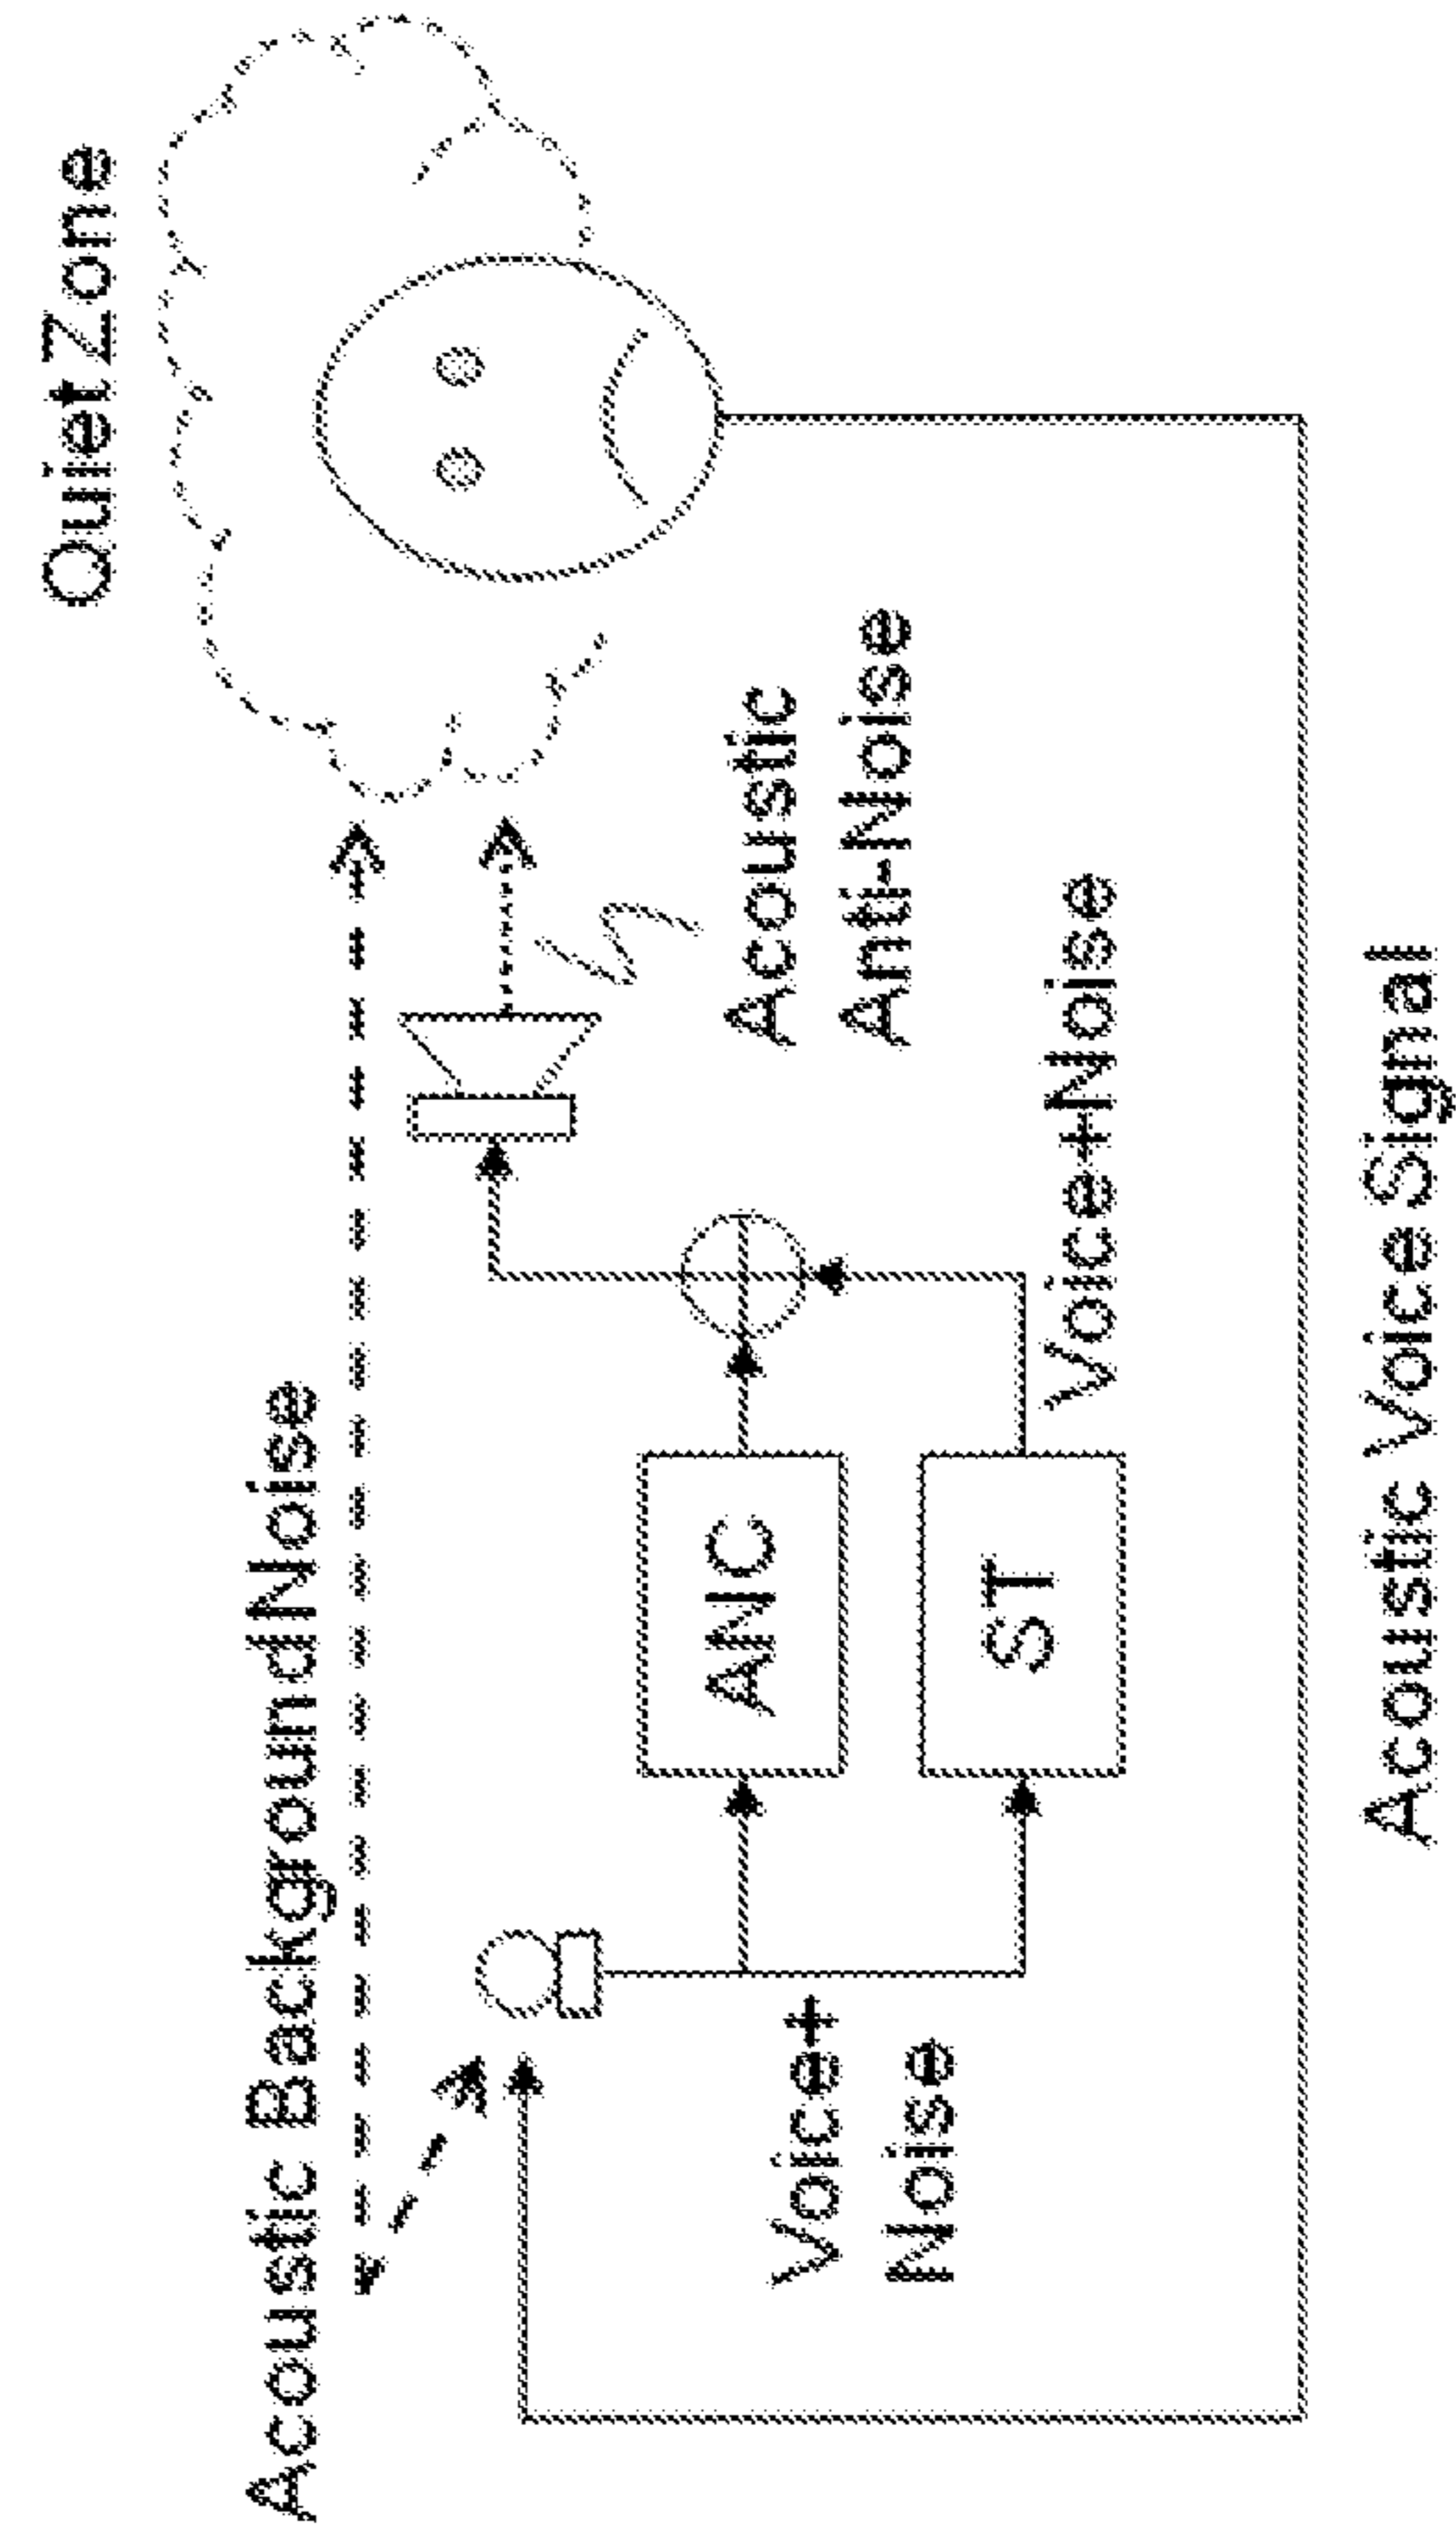 Quiet Zone
Acoustic Background Noise
Acoustic
Anti-Noise
ANC
Voice+
Noise
ST
Voice+Noise
Acoustic Voice Signal